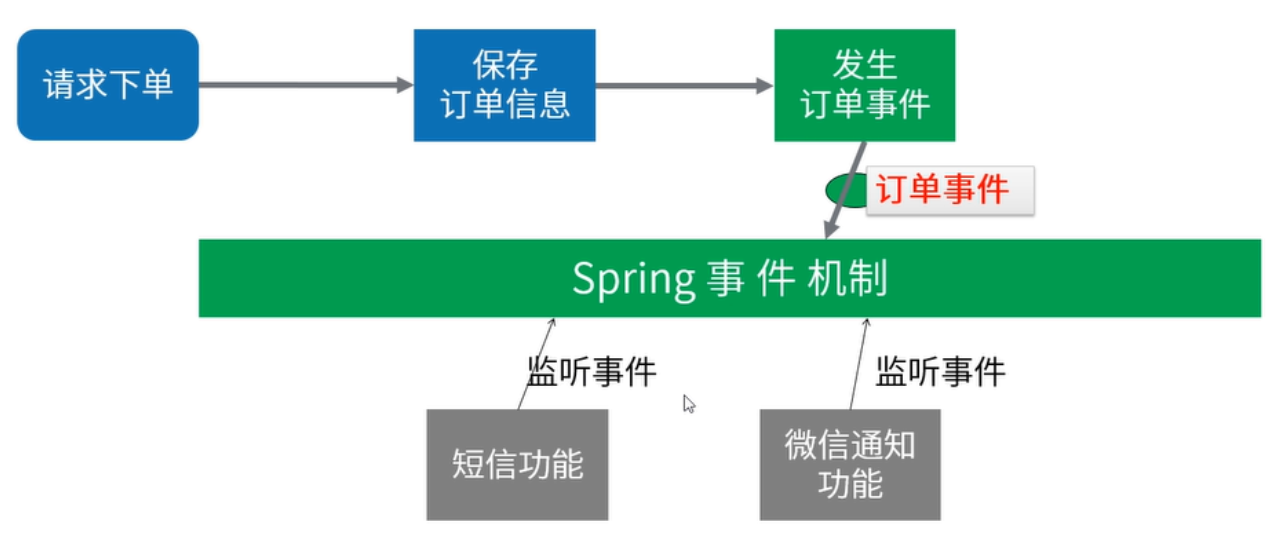 请求下单
保存
订单信息
发生
订单事件
订单事件
Spring 事 件 机制
监听事件
监听事件
短信功能
微信通知
功能